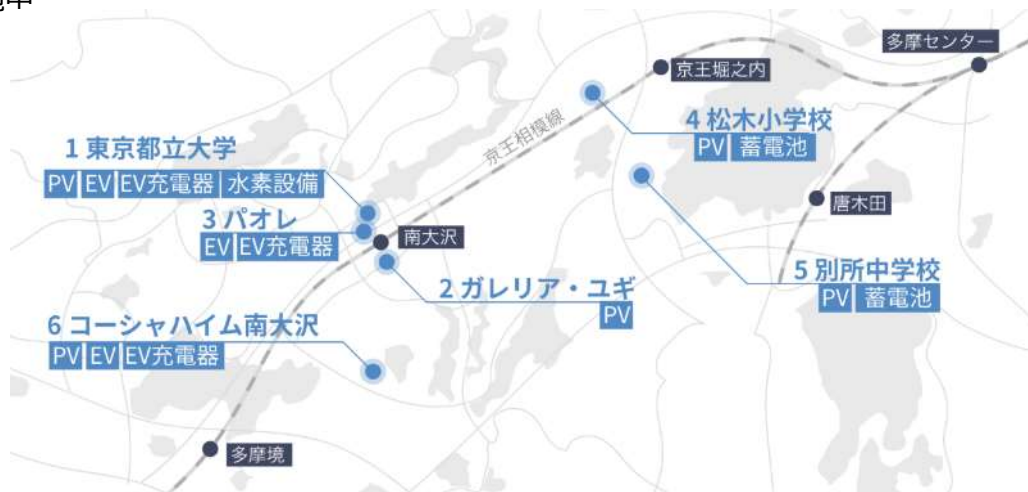 多摩センター
京王堀之内
京王相模線
4 松木小学校
PV 蓄電池
1 東京都立大学
PV EV EV充電器 水素設備
唐木田
3 パオレ
EV EV充電器
南大沢
5 別所中学校
PV 蓄電池
2 ガレリア・ユギ
PV
6 コーシャハイム南大沢
PV EV EV充電器
多摩境